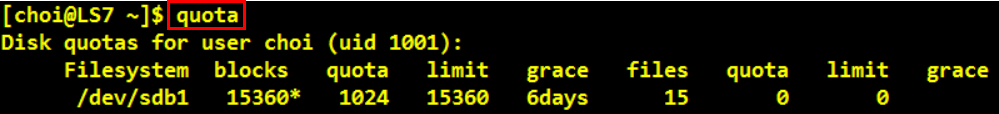 [choi@LS7 ~]$ quota
Disk quotas for user choi (uid 1001):
     Filesystem  blocks   quota   limit   grace   files   quota   limit   grace
      /dev/sdb1   15360*   1024   15360   6days      15       0       0